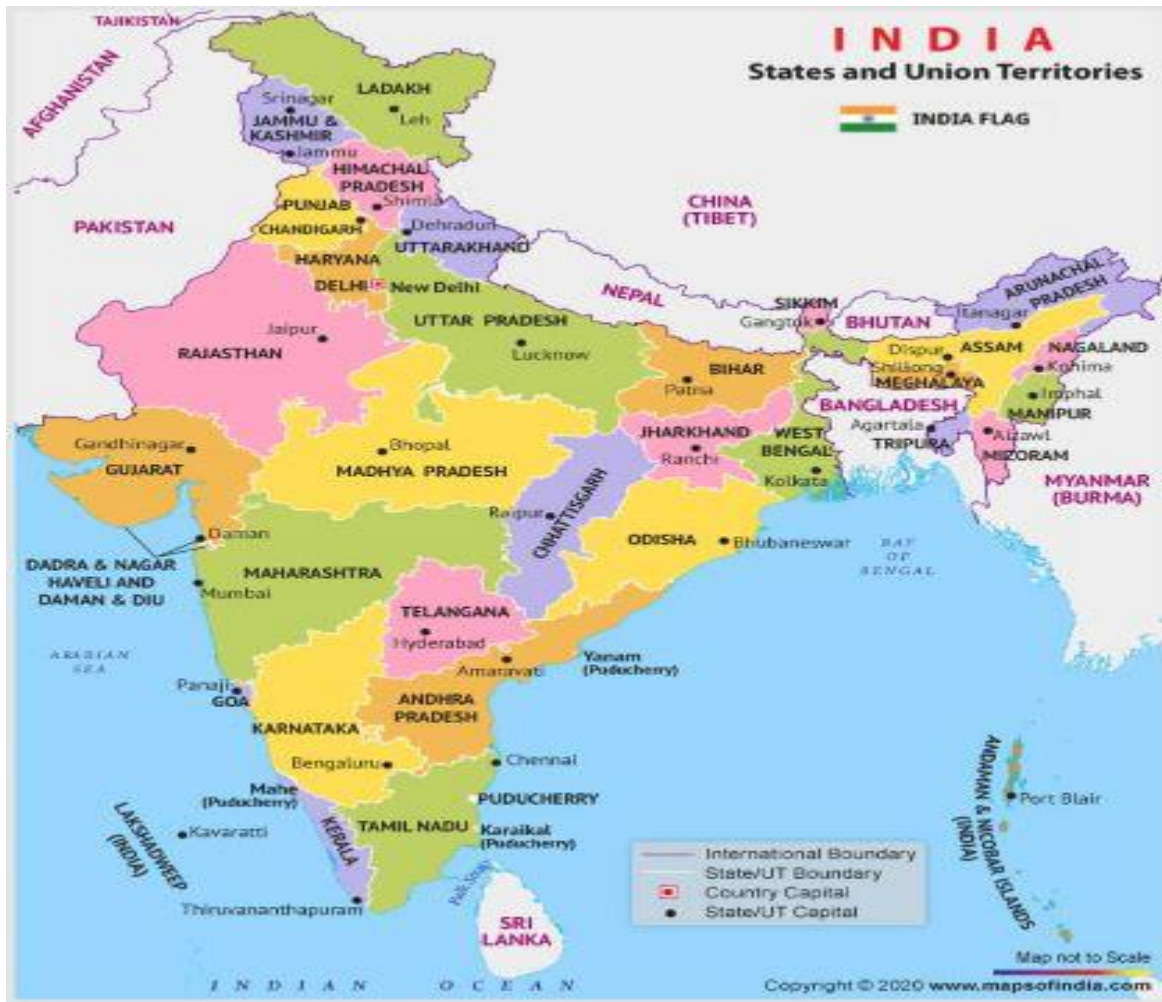 INDIA
States and Union Territories
INDIA FLAG
TAJIKISTAN
AFGHANISTAN
PAKISTAN
CHINA
(TIBET)
NEPAL
BHUTAN
BANGLADESH
MYANMAR
(BURMA)
SRI
LANKA
LADAKH
Leh
Srinagar
JAMMU &
KASHMIR
Jammu
HIMACHAL
PRADESH
Shimla
PUNJAB
CHANDIGARH
Dehradun
UTTARAKHAND
HARYANA
DELHI
New Delhi
UTTAR PRADESH
Lucknow
Jaipur
RAJASTHAN
SIKKIM
Gangtok
ARUNACHAL
PRADESH
Itanagar
Dispur
ASSAM
NAGALAND
Kohima
Shillong
MEGHALAYA
Imphal
MANIPUR
Agartala
TRIPURA
Aizawl
MIZORAM
BIHAR
Patna
JHARKHAND
Ranchi
WEST
BENGAL
Kolkata
Gandhinagar
GUJARAT
Bhopal
MADHYA PRADESH
Raipur
CHHATTISGARH
ODISHA
Bhubaneswar
BAY
OF
BENGAL
Daman
DADRA & NAGAR
HAVELI AND
DAMAN & DIU
Mumbai
MAHARASHTRA
TELANGANA
Hyderabad
Amaravati
Yanam
(Puducherry)
ARABIAN
SEA
Panaji
GOA
KARNATAKA
ANDHRA
PRADESH
Bengaluru
Chennai
Mahe
(Puducherry)
PUDUCHERRY
KERALA
TAMIL NADU
Karaikal
(Puducherry)
LAKSHADWEEP
(INDIA)
Kavaratti
Thiruvananthapuram
Palk Strait
ANDAMAN & NICOBAR ISLANDS
(INDIA)
Port Blair
International Boundary
State/UT Boundary
Country Capital
State/UT Capital
INDIAN OCEAN
Map not to Scale
Copyright © 2020 www.mapsofindia.com